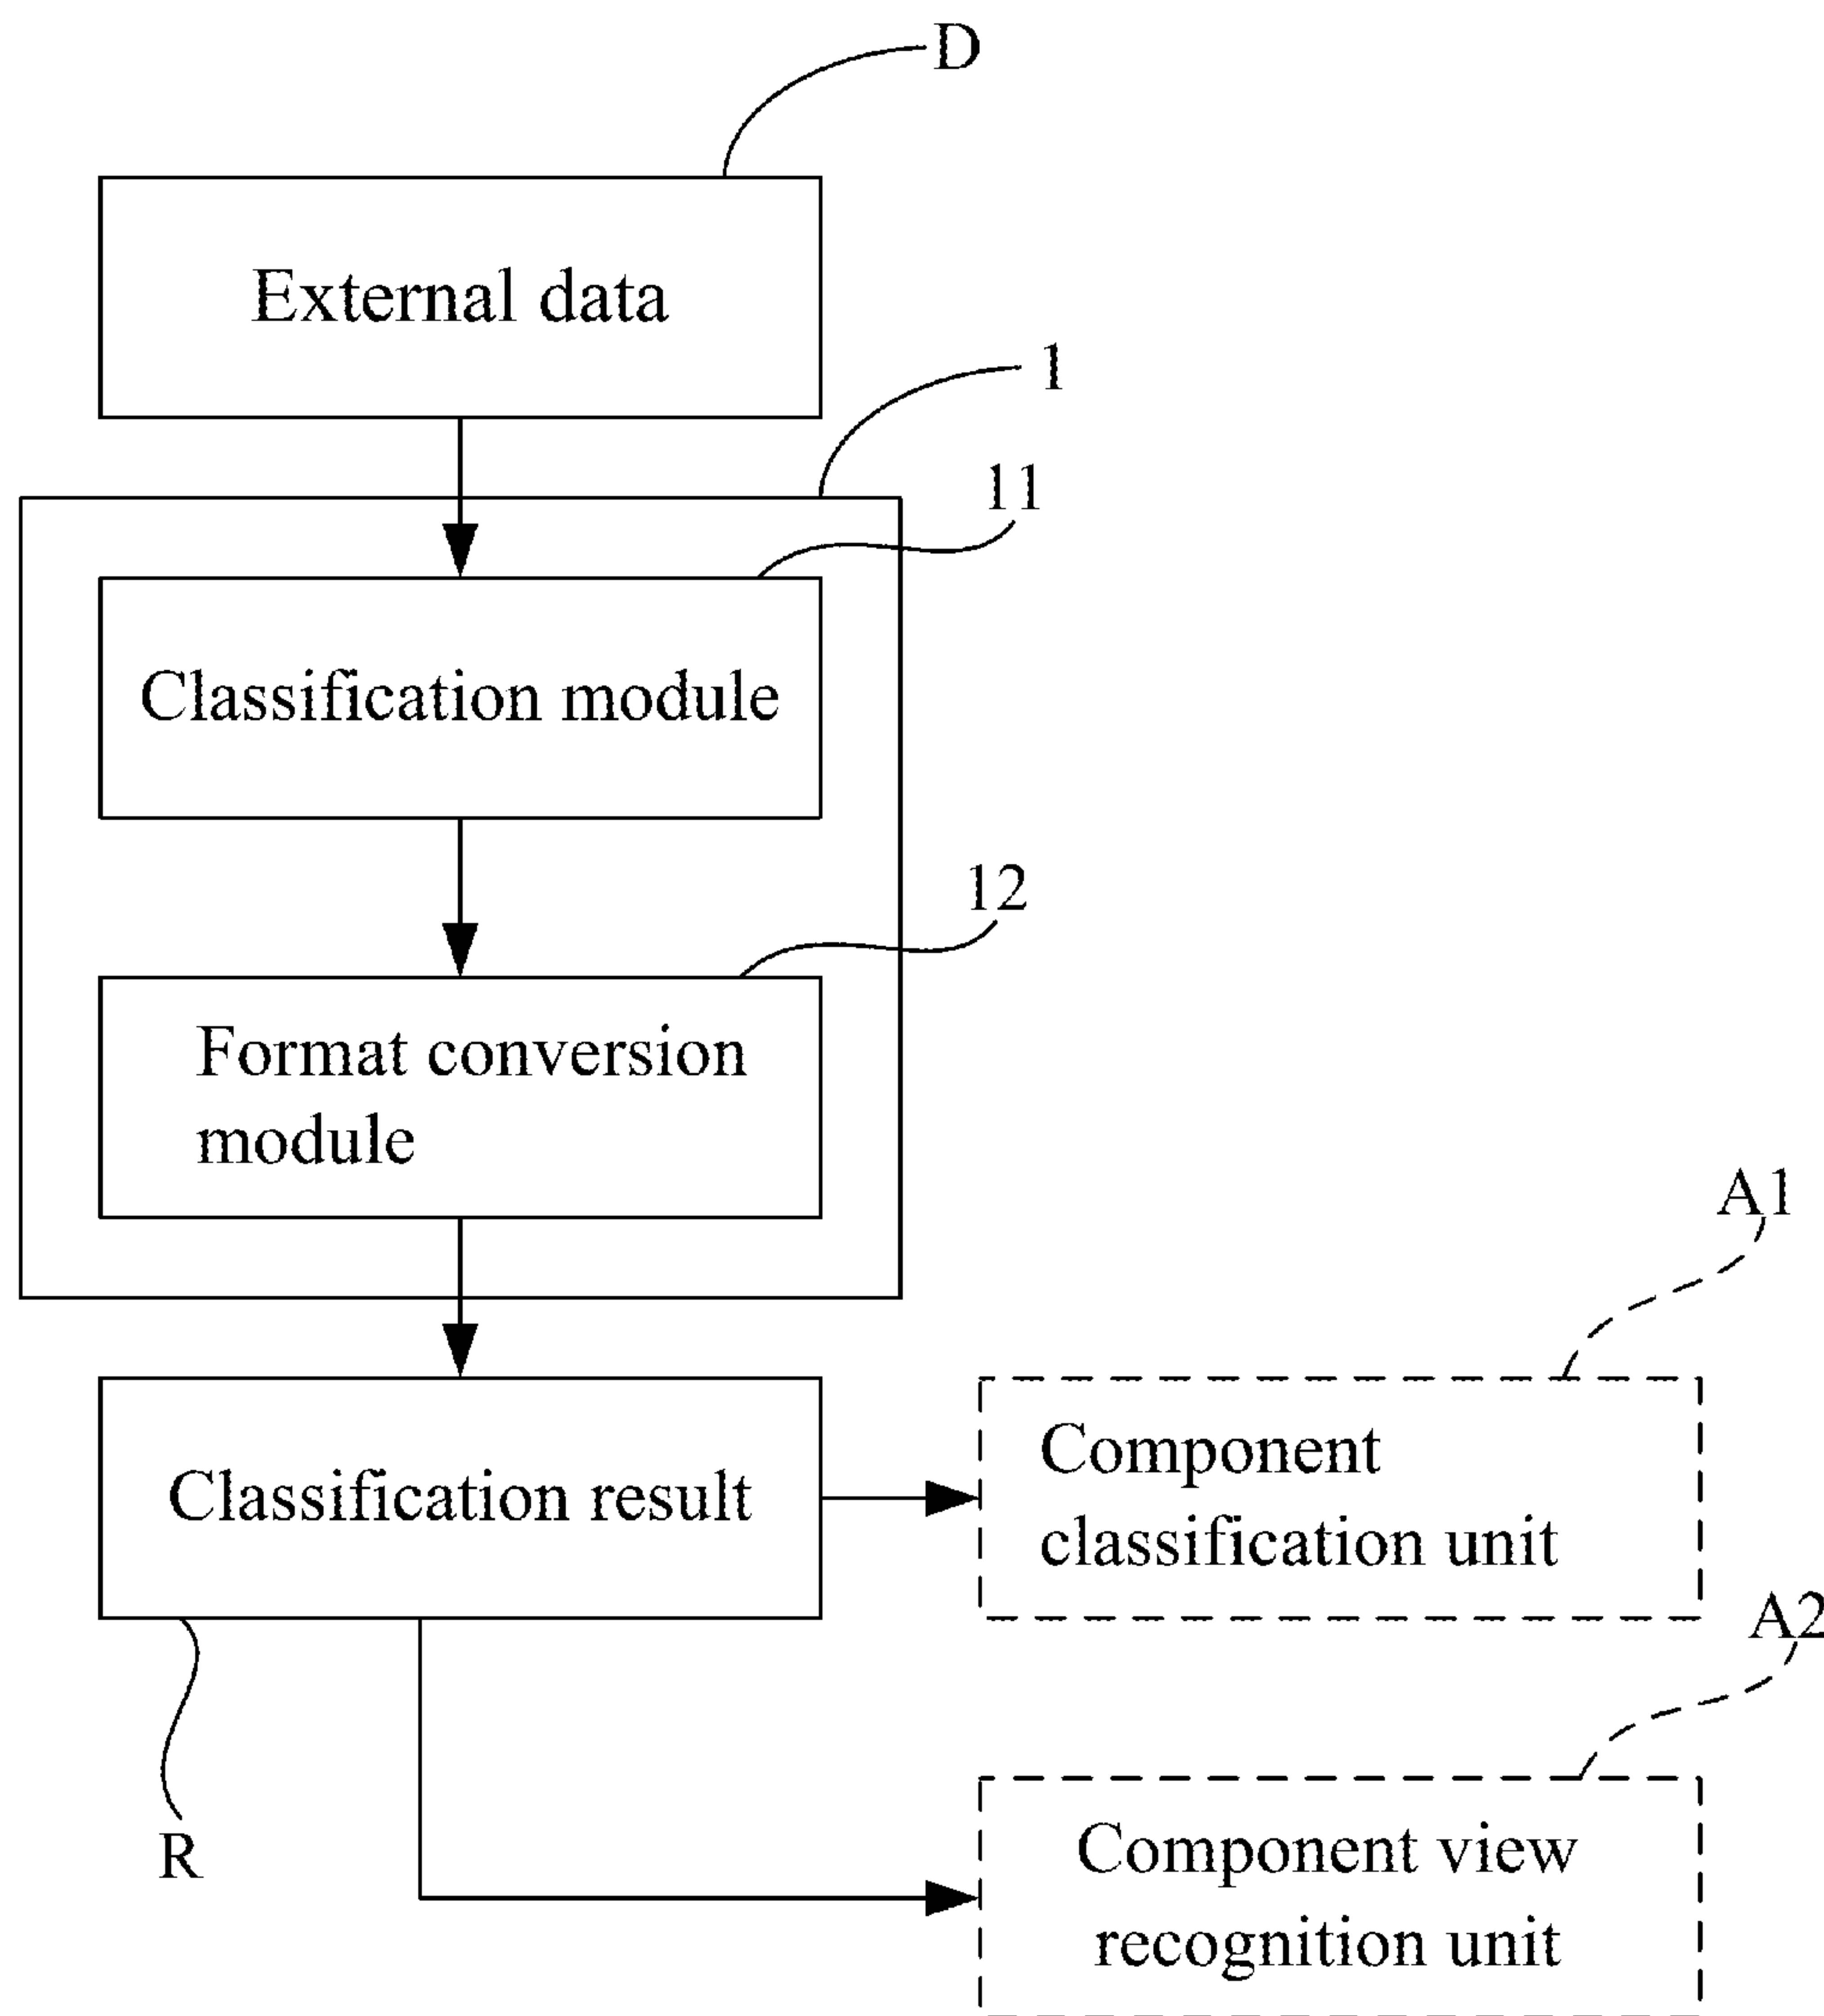 D
External data
1
11
Classification module
12
Format conversion
module
A1
Classification result
Component
classification unit
A2
R
Component view
recognition unit